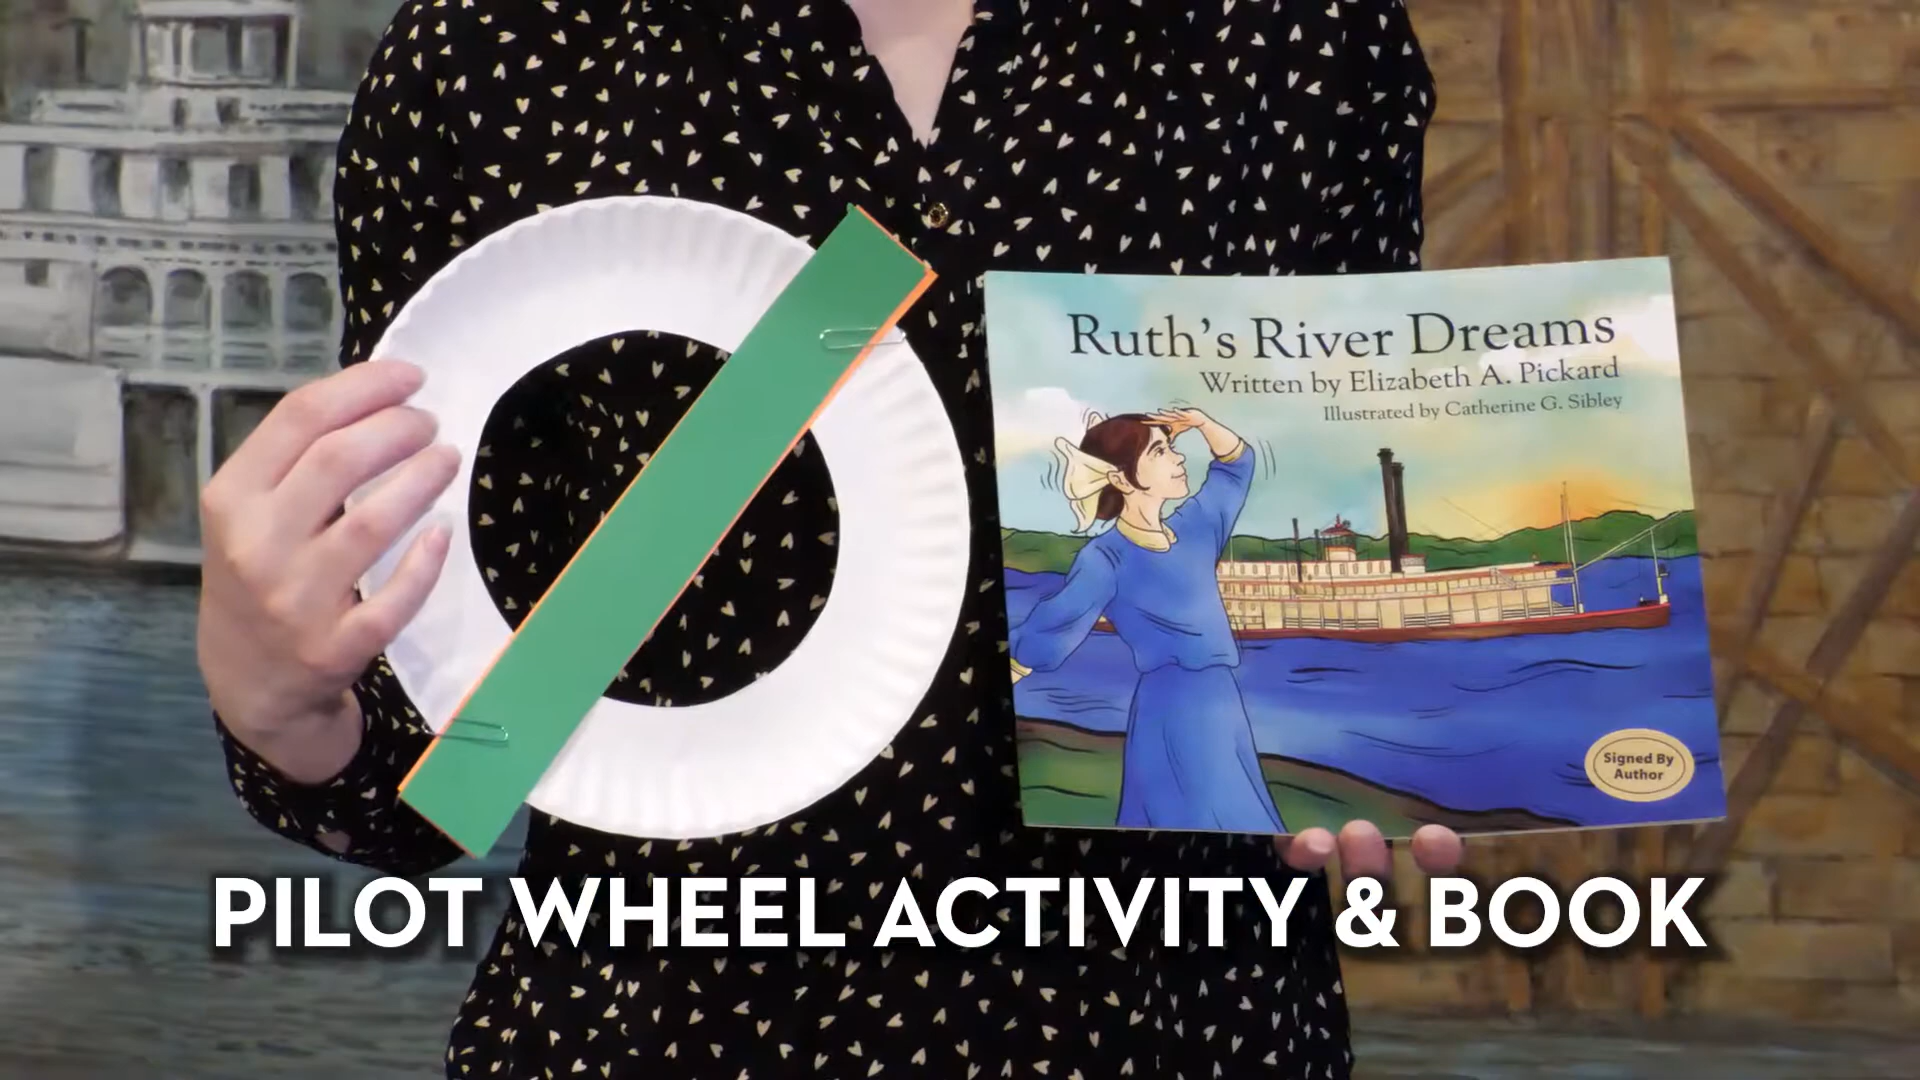 Ruth's River Dreams
Written by Elizabeth A. Pickard
Illustrated by Catherine G. Sibley
Signed By
Author
PILOT WHEEL ACTIVITY & BOOK